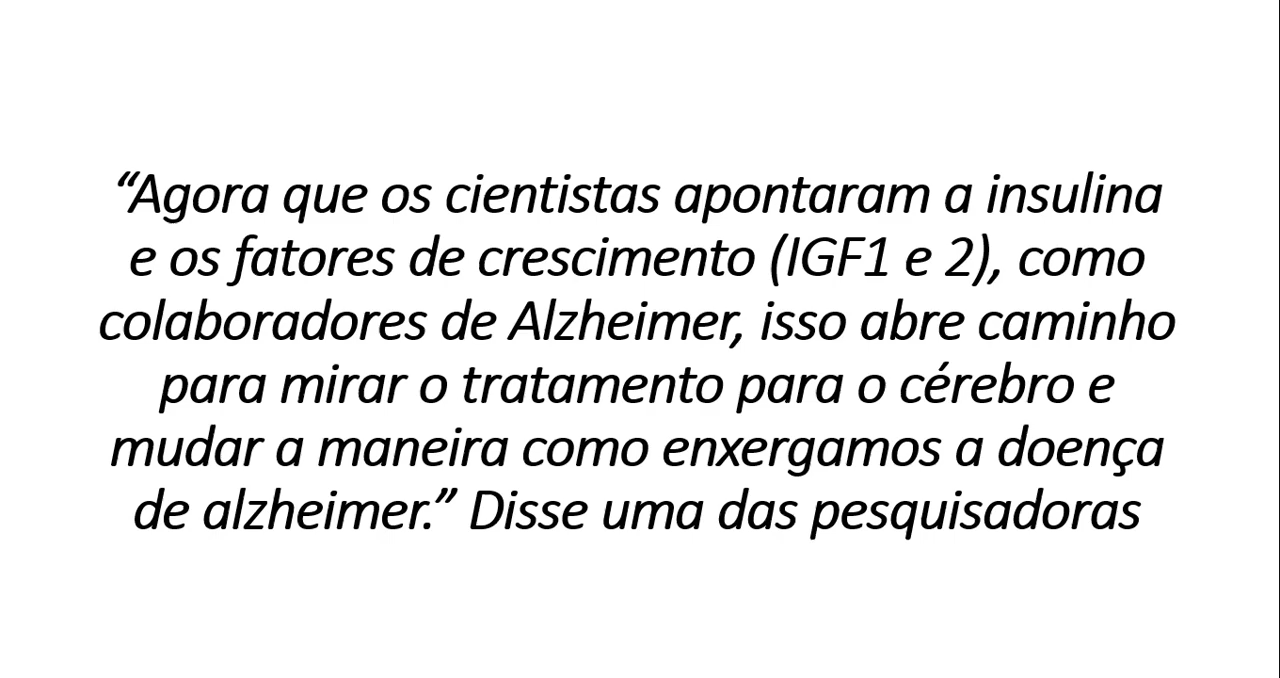 “Agora que os cientistas apontaram a insulina
e os fatores de crescimento (IGF1 e 2), como
colaboradores de Alzheimer, isso abre caminho
para mirar o tratamento para o cérebro e
mudar a maneira como enxergamos a doença
de alzheimer.” Disse uma das pesquisadoras